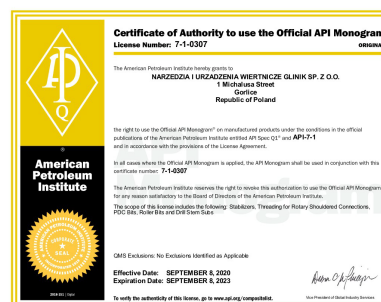 Certificate of Authority to use the Official API Monogram
License Number: 7-1-0307
ORIGINA
The American Petroleum Institute hereby grants to
NARZEDZIA I URZADZENIA WIERTNICZE GLINIK SP. Z O.O.
1 Michalusa Street
Gorlice
Republic of Poland
the right to use the Official API Monogram® on manufactured products under the conditions in the official
publications of the American Petroleum Institute entitled API Spec Q1® and API-7-1
and in accordance with the provisions of the License Agreement.
In all cases where the Official API Monogram is applied, the API Monogram shall be used in conjunction with this
certificate number: 7-1-0307
The American Petroleum Institute reserves the right to revoke this authorization to use the Official API Monogram
for any reason satisfactory to the Board of Directors of the American Petroleum Institute.
The scope of this license includes the following: Stabilizers, Threading for Rotary Shouldered Connections,
PDC Bits, Roller Bits and Drill Stem Subs
QMS Exclusions: No Exclusions Identified as Applicable
Effective Date: SEPTEMBER 8, 2020
Expiration Date: SEPTEMBER 8, 2023
To verify the authenticity of this license, go to www.api.org/compositelist.
Vice President of Global Industry Services
API
Q
American
Petroleum
Institute
CORPORATE
SEAL